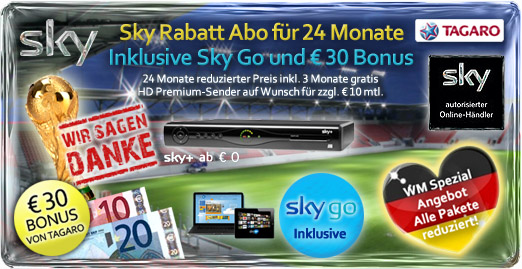 sky
Sky Rabatt Abo für 24 Monate
TAGARO
Inklusive Sky Go und € 30 Bonus
24 Monate reduzierter Preis inkl. 3 Monate gratis
HD Premium-Sender auf Wunsch für zzgl. € 10 mtl.
sky
autorisierter
Online-Händler
WIR SAGEN
DANKE
sky+ ab € 0
€ 30
BONUS
VON TAGARO
10
20
sky go
Inklusive
WM Spezial
Angebot
Alle Pakete
reduziert!